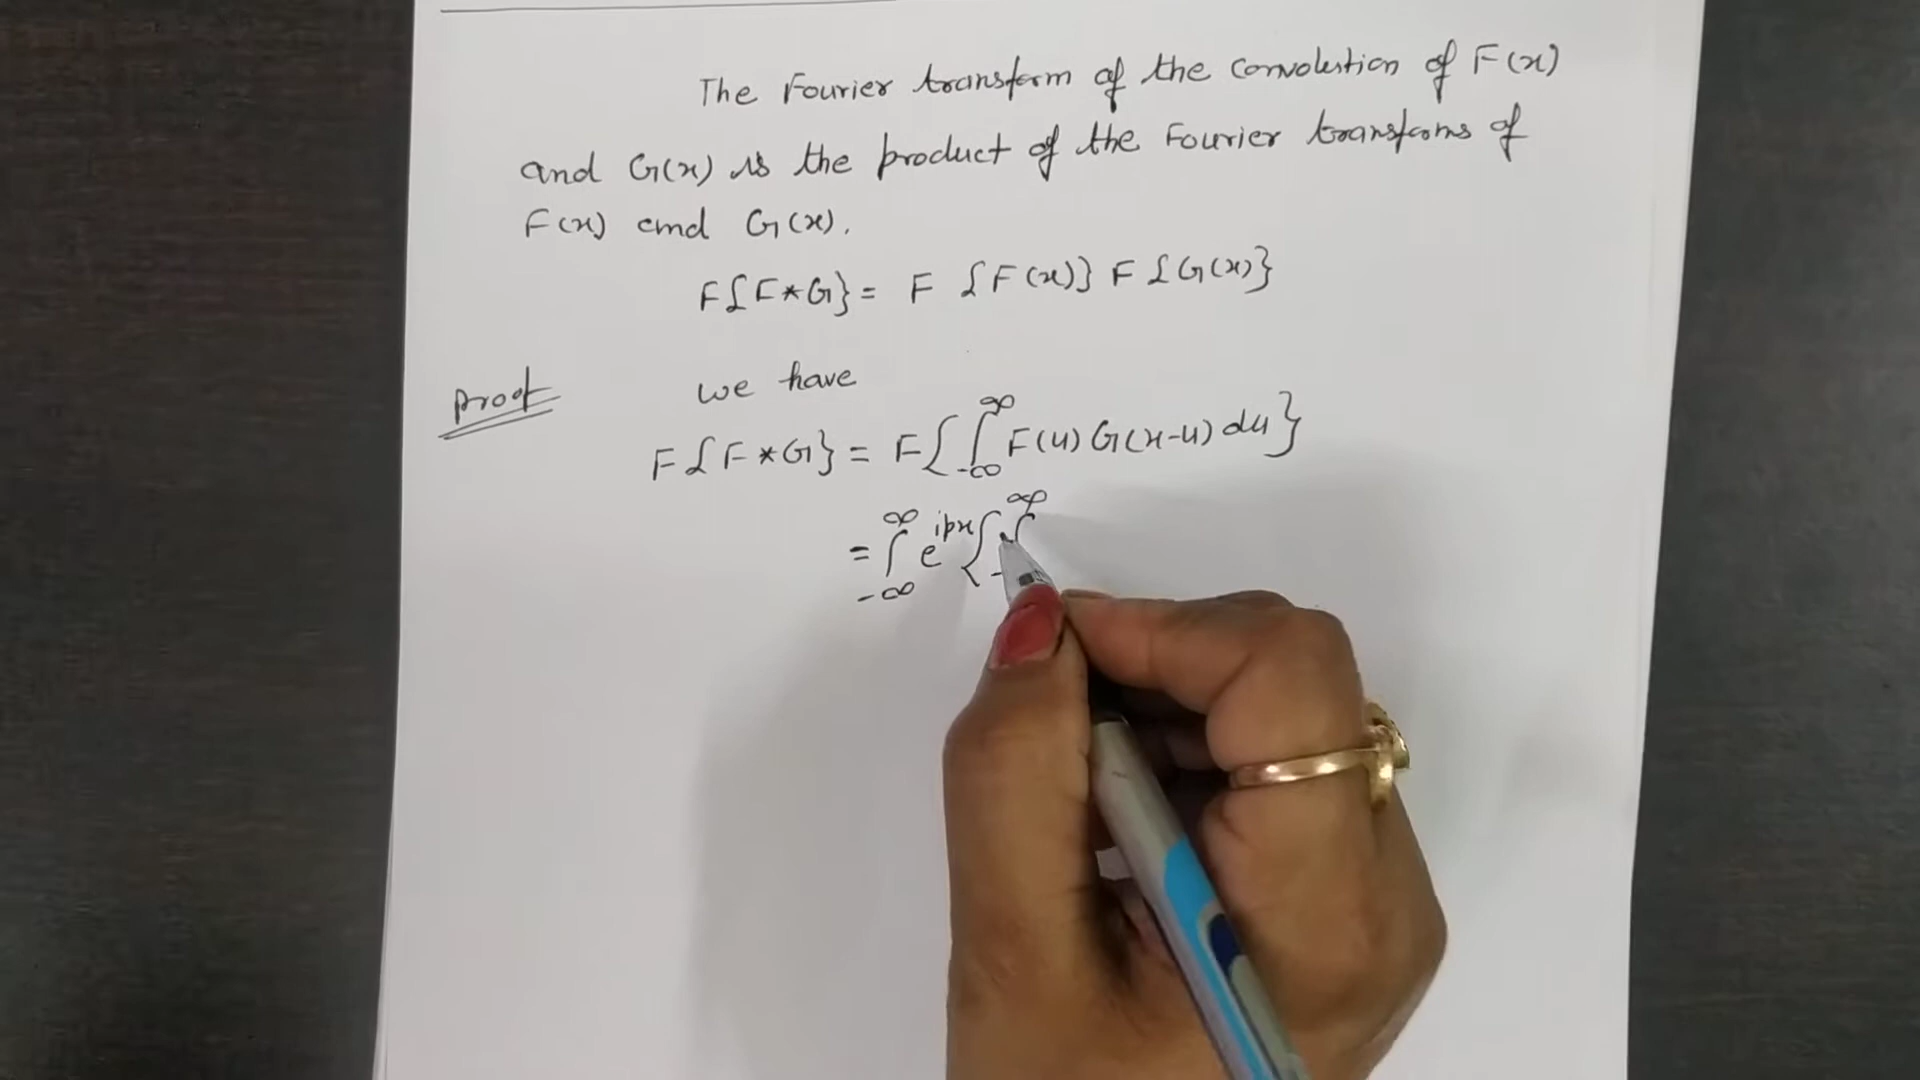 The Fourier transform of the convolution of F(x)
and G(x) is the product of the Fourier transforms of
F(x) and G(x).
F{F*G} = F {F(x)} F {G(x)}
Proof we have
F{F*G} = F{∫_{-∞}^{∞} F(u) G(x-u) du}
= ∫_{-∞}^{∞} e^{ipx} { ∫^{∞}